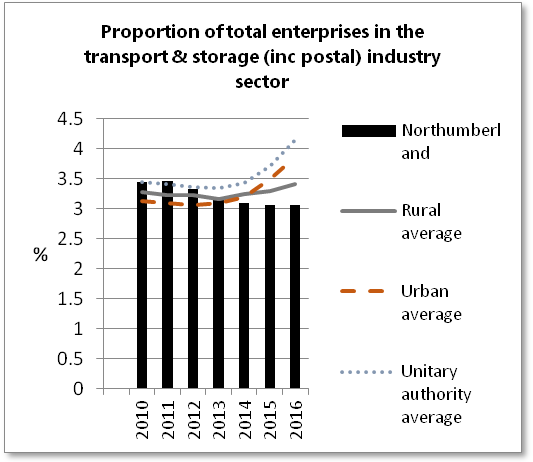 Proportion of total enterprises in the
transport & storage (inc postal) industry
sector
4.5
4
3.5
3
2.5
2
1.5
1
0.5
0
%
2010
2011
2012
2013
2014
2015
2016
Northumberl
and
Rural
average
Urban
average
Unitary
authority
average